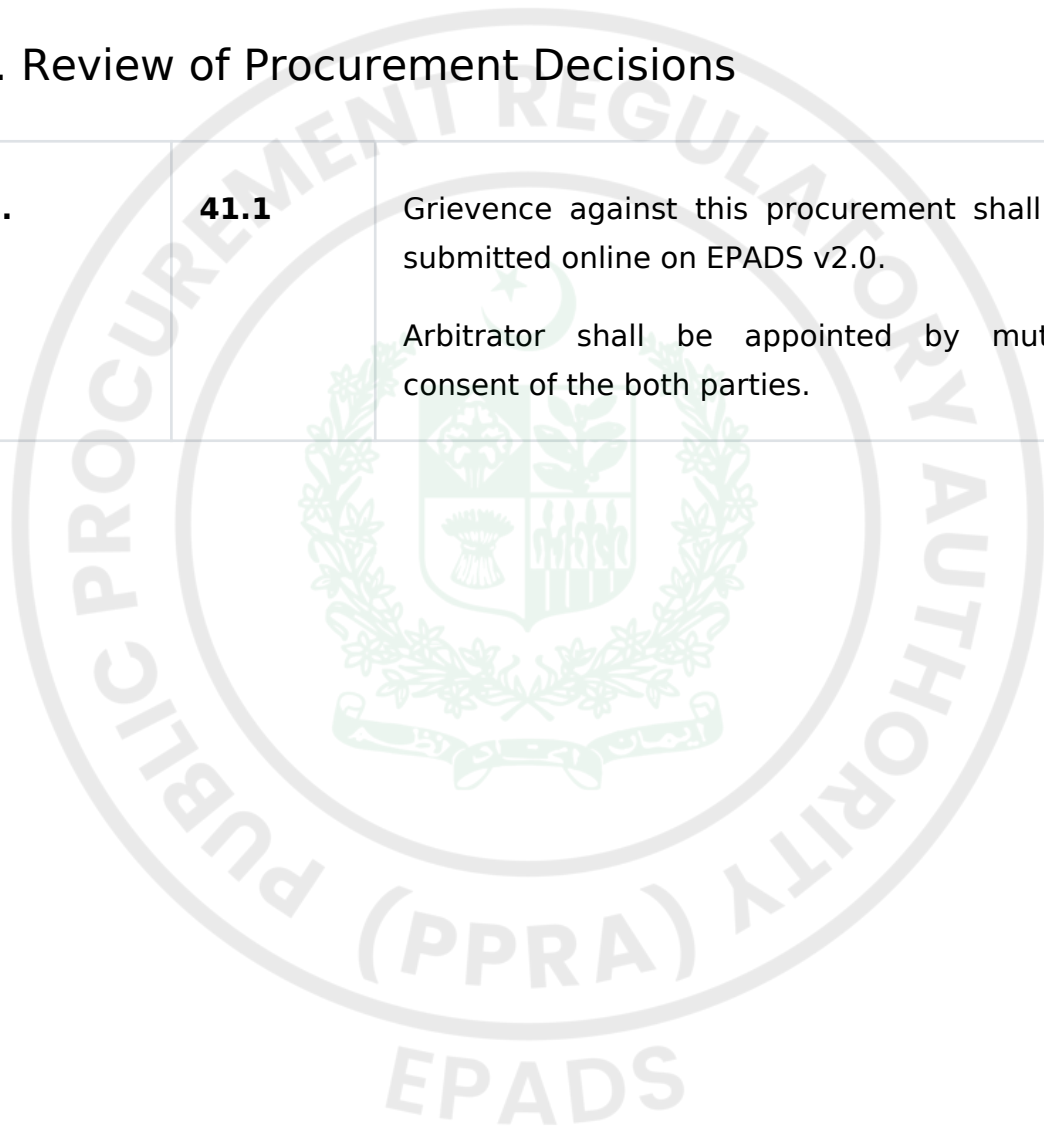 . Review of Procurement Decisions
. 41.1 Grievence against this procurement shall
submitted online on EPADS v2.0.
Arbitrator shall be appointed by mut
consent of the both parties.
PUBLIC PROCUREMENT REGULATORY AUTHORITY
(PPRA)
EPADS